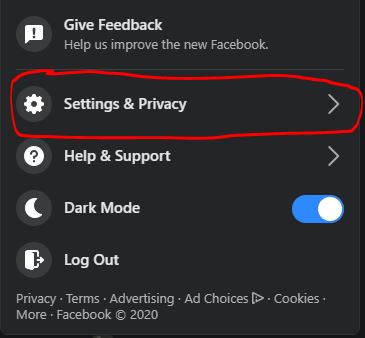 Give Feedback
Help us improve the new Facebook.
Settings & Privacy
Help & Support
Dark Mode
Log Out
Privacy · Terms · Advertising · Ad Choices · Cookies ·
More · Facebook © 2020